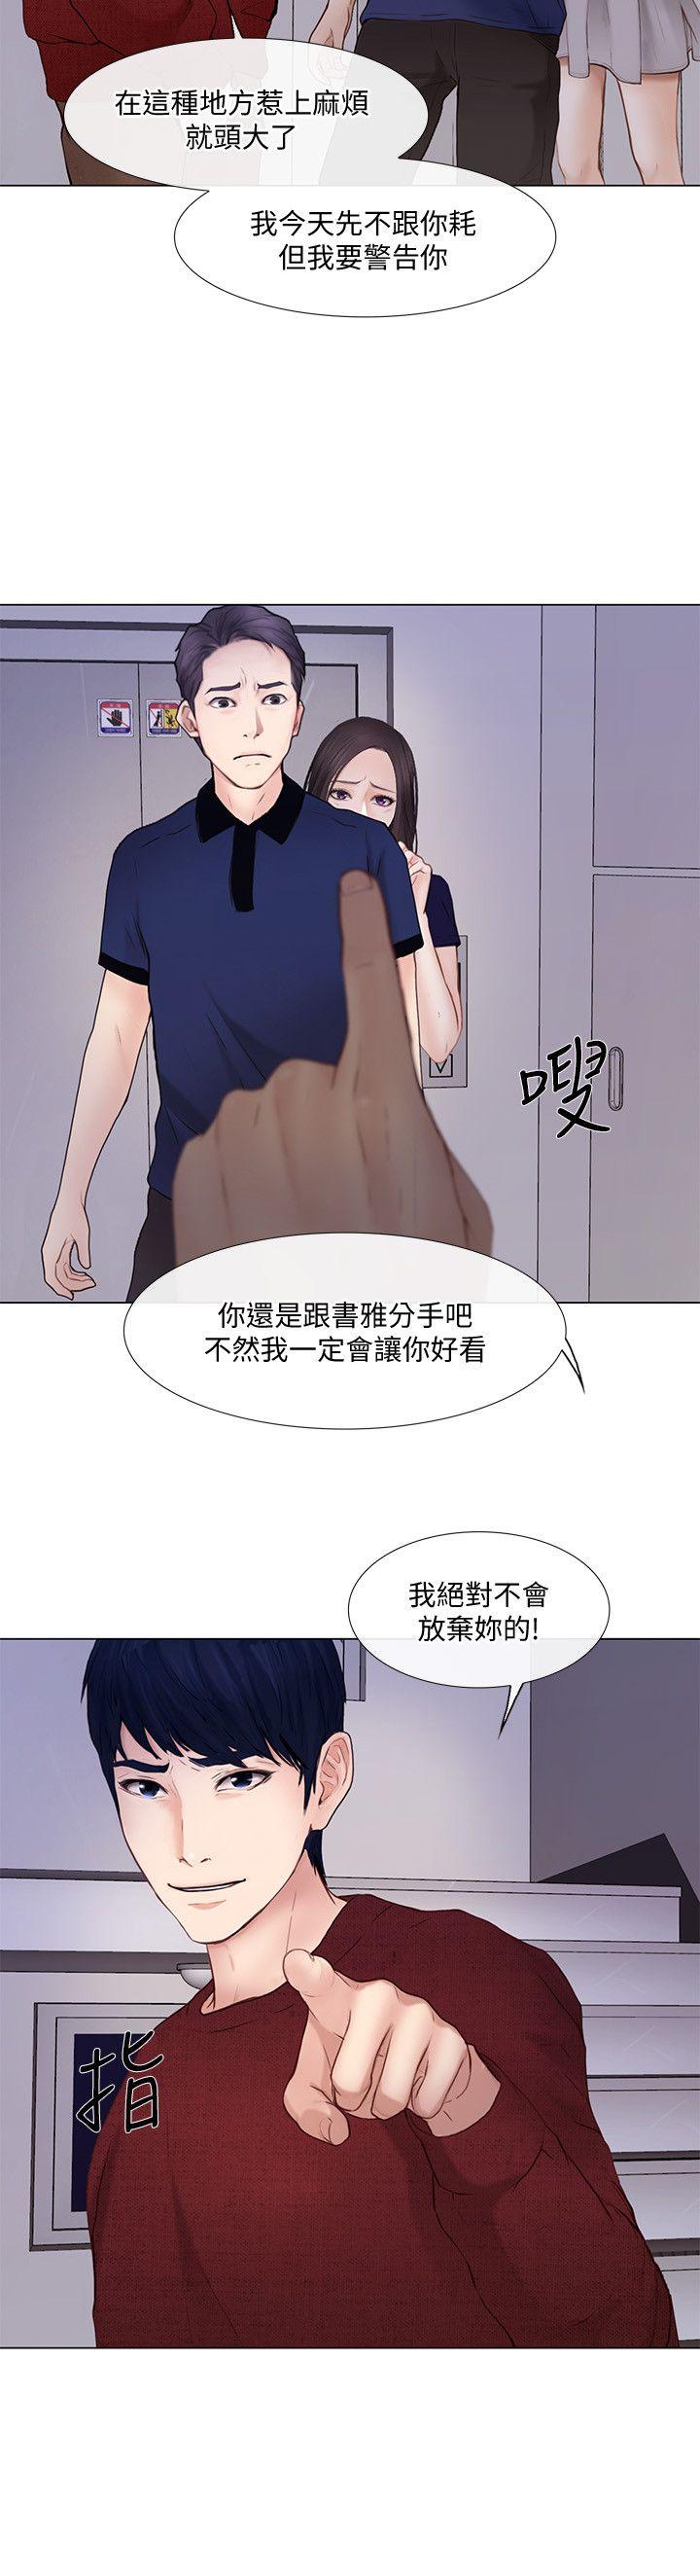 在這種地方惹上麻煩
就頭大了
我今天先不跟你耗
但我要警告你
嗖
你還是跟書雅分手吧
不然我一定會讓你好看
我絕對不會
放棄妳的!
指